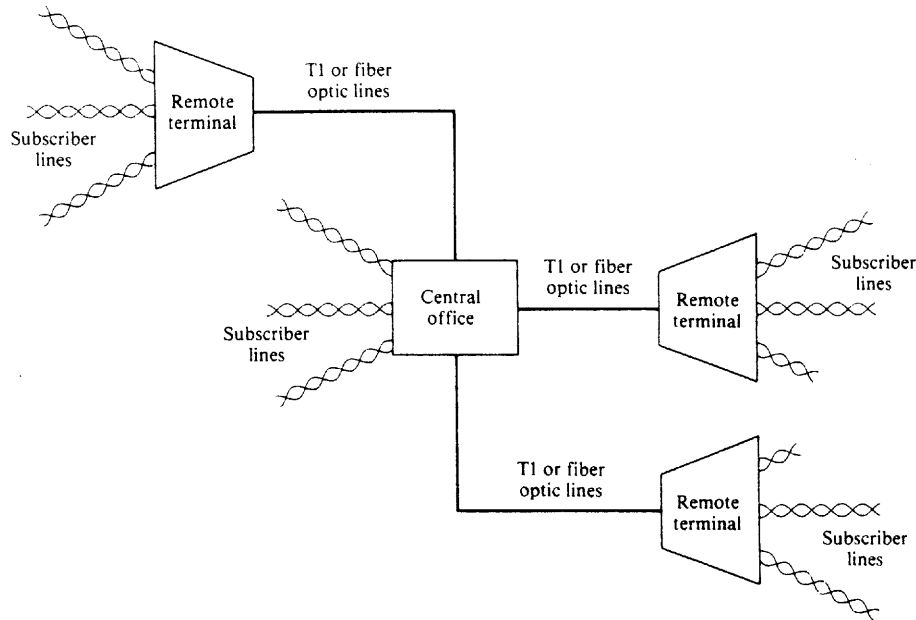 T1 or fiber
optic lines
Remote
terminal
Subscriber
lines
T1 or fiber
optic lines
Subscriber
lines
Central
office
Remote
terminal
Subscriber
lines
T1 or fiber
optic lines
Remote
terminal
Subscriber
lines